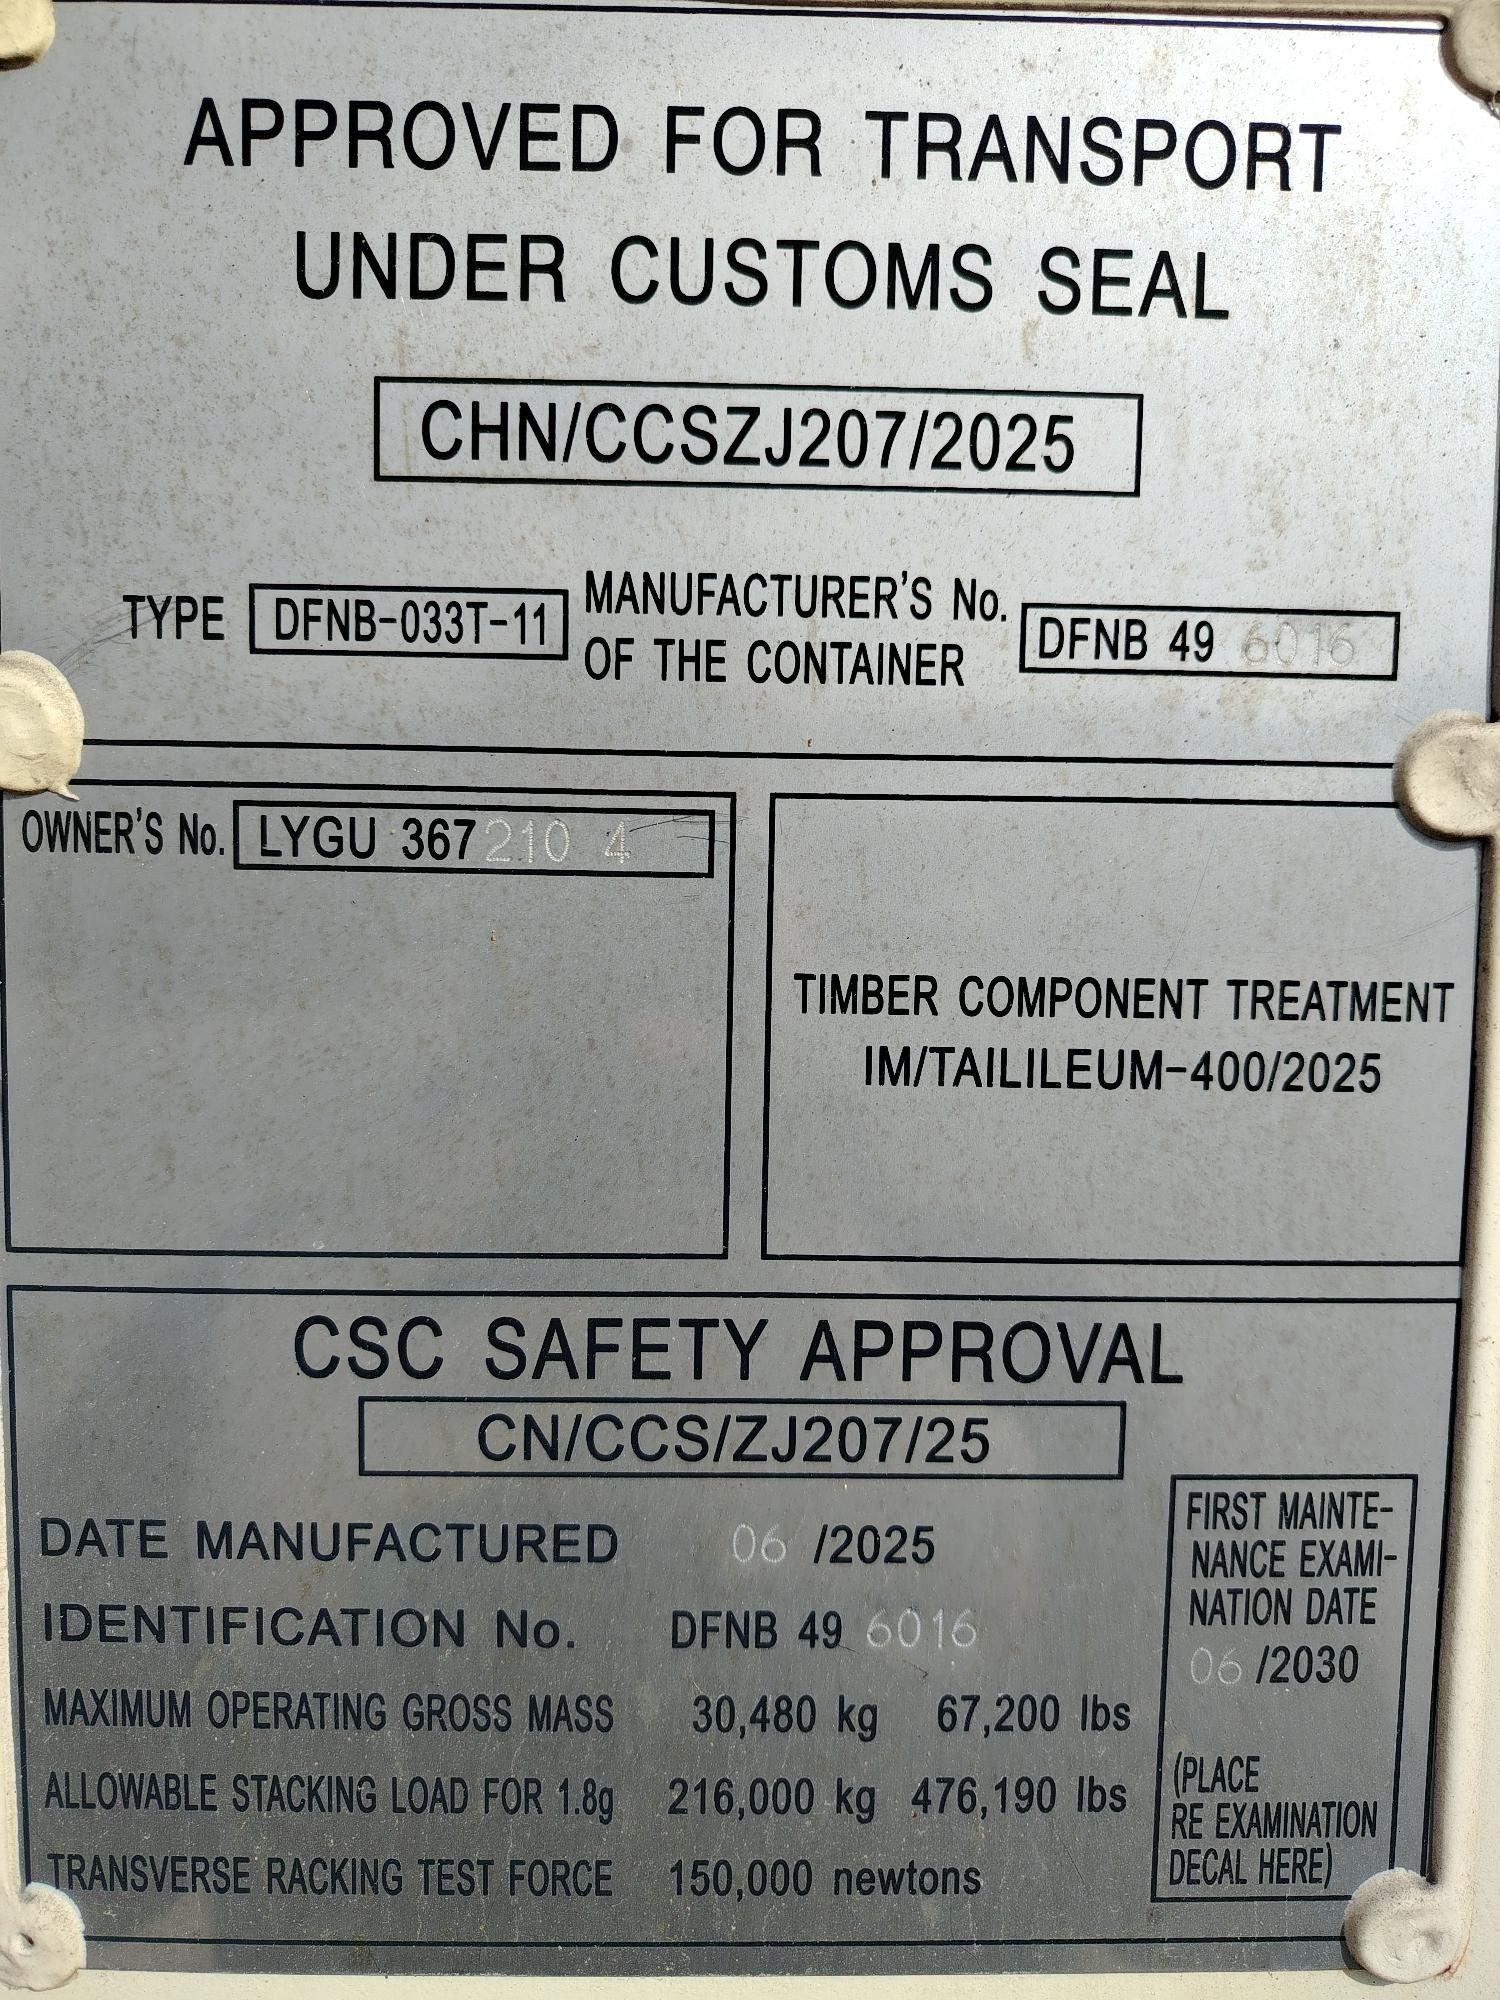 APPROVED FOR TRANSPORT
UNDER CUSTOMS SEAL
CHN/CCSZJ207/2025
TYPE DFNB-033T-11 MANUFACTURER'S No. OF THE CONTAINER DFNB 49 6016
OWNER'S No. LYGU 367210 4
TIMBER COMPONENT TREATMENT
IM/TAILILEUM-400/2025
CSC SAFETY APPROVAL
CN/CCS/ZJ207/25
DATE MANUFACTURED 06 /2025
IDENTIFICATION No. DFNB 49 6016
MAXIMUM OPERATING GROSS MASS 30,480 kg 67,200 lbs
ALLOWABLE STACKING LOAD FOR 1.8g 216,000 kg 476,190 lbs
TRANSVERSE RACKING TEST FORCE 150,000 newtons
FIRST MAINTE-
NANCE EXAMI-
NATION DATE
06 /2030
(PLACE
RE EXAMINATION
DECAL HERE)